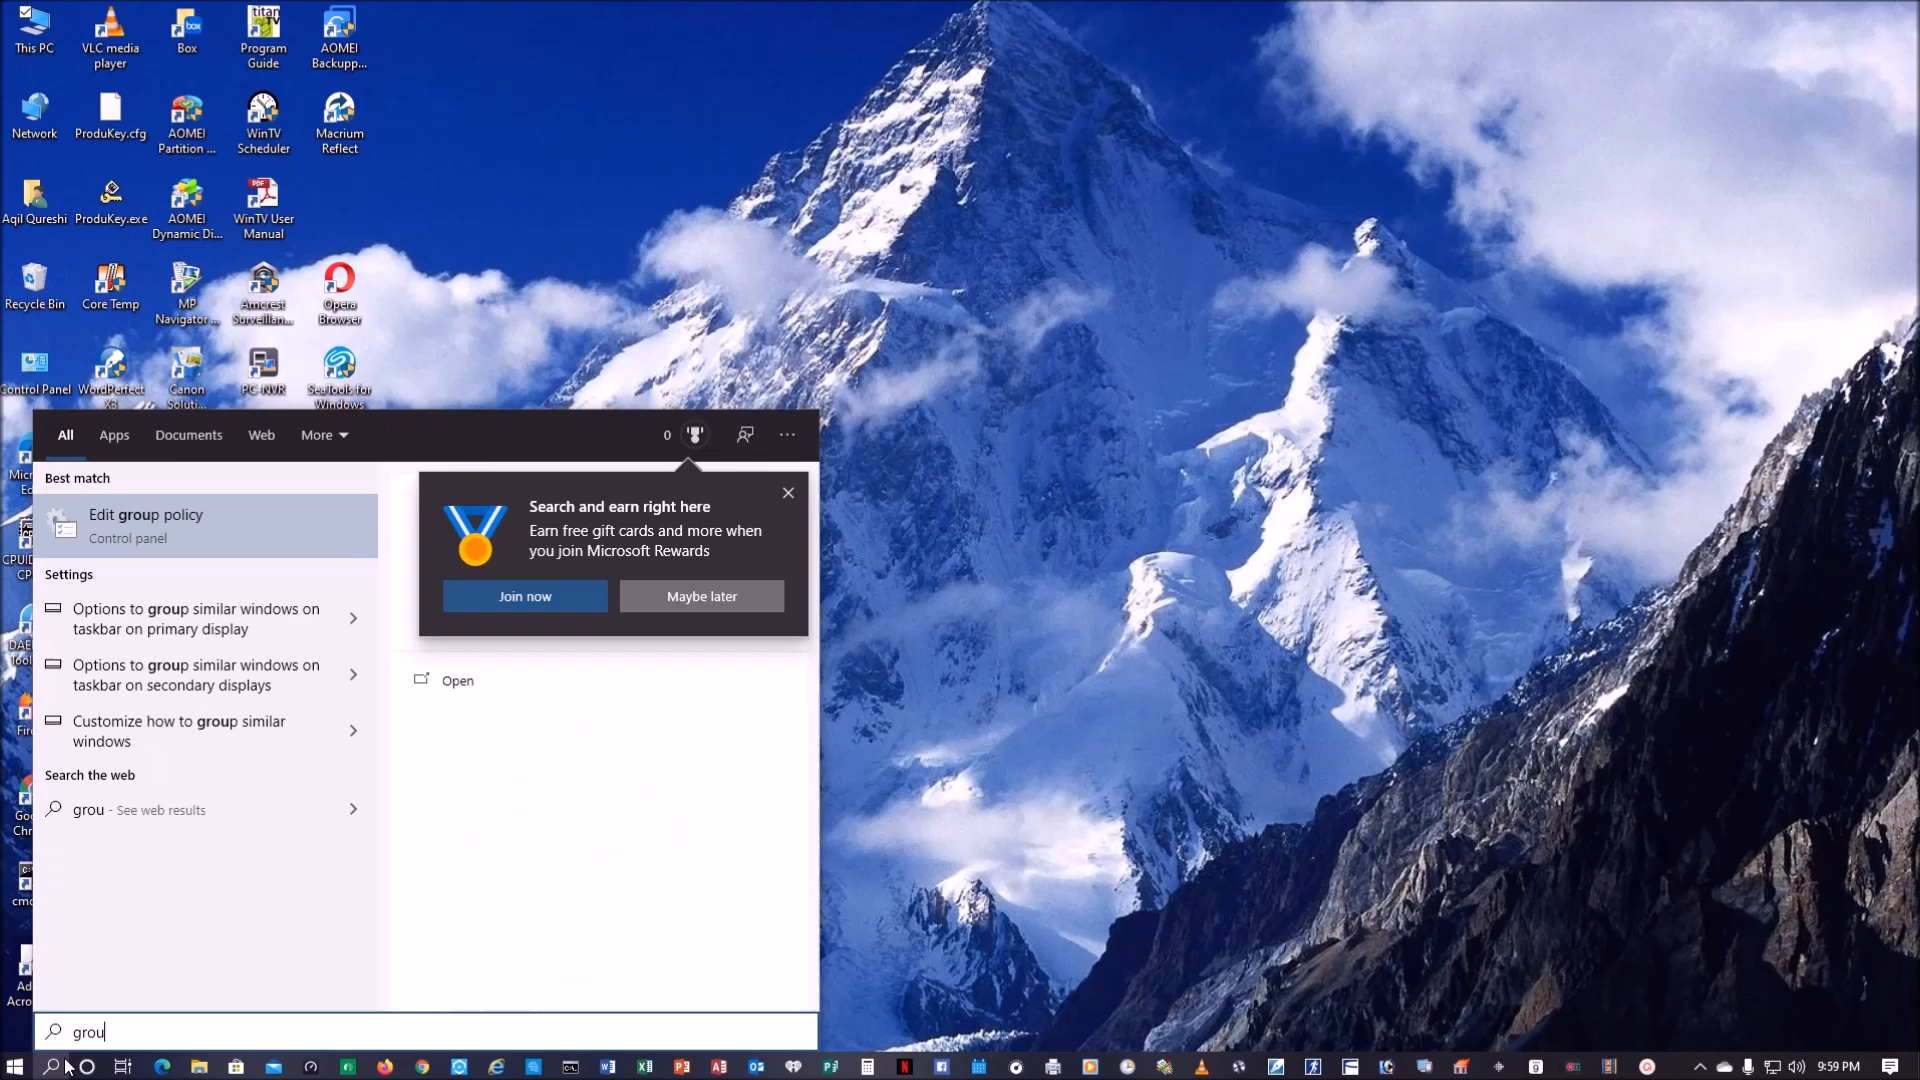 This PC
VLC media
player
Box
titan
TV
Program
Guide
AOMEI
Backupp...
Network
ProduKey.cfg
AOMEI
Partition ...
WinTV
Scheduler
Macrium
Reflect
Aqil Qureshi
ProduKey.exe
AOMEI
Dynamic Di...
PDF
WinTV User
Manual
Recycle Bin
Core Temp
MP
Navigator ...
Amcrest
Surveillan...
Opera
Browser
Control Panel
WordPerfect
X3
Canon
Soluti...
PC-NVR
SeaTools for
Windows
All
Apps
Documents
Web
More
0
Best match
Edit group policy
Control panel
Settings
Options to group similar windows on
taskbar on primary display
Options to group similar windows on
taskbar on secondary displays
Customize how to group similar
windows
Search the web
grou - See web results
Search and earn right here
Earn free gift cards and more when
you join Microsoft Rewards
Join now
Maybe later
Open
grou
9:59 PM